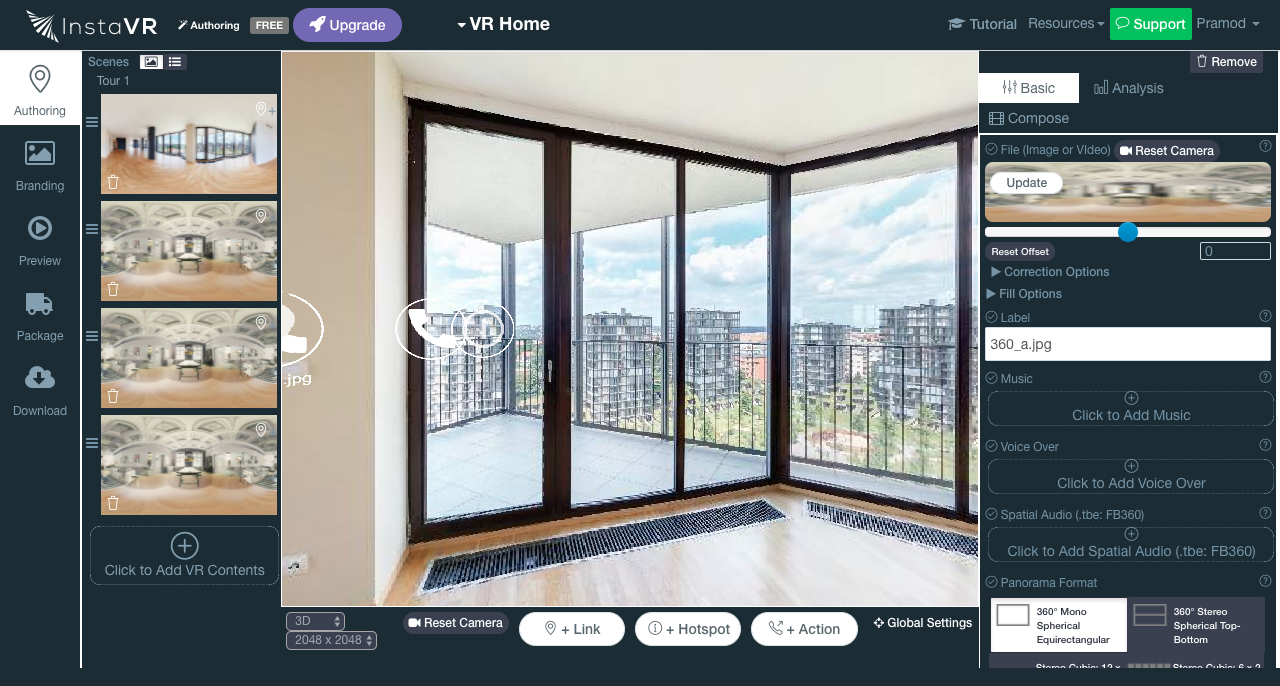 InstaVR
Authoring
FREE
Upgrade
VR Home
Tutorial
Resources
Support
Pramod
Authoring
Branding
Preview
Package
Download
Scenes
Tour 1
Click to Add VR Contents
.jpg
3D
2048 x 2048
Reset Camera
+ Link
+ Hotspot
+ Action
Global Settings
Remove
Basic
Analysis
Compose
File (Image or VIdeo)
Reset Camera
Update
Reset Offset
0
Correction Options
Fill Options
Label
360_a.jpg
Music
Click to Add Music
Voice Over
Click to Add Voice Over
Spatial Audio (.tbe: FB360)
Click to Add Spatial Audio (.tbe: FB360)
Panorama Format
360° Mono
Spherical
Equirectangular
360° Stereo
Spherical Top-
Bottom
Stereo Cubic: 12 x
Stereo Cubic: 6 x 2